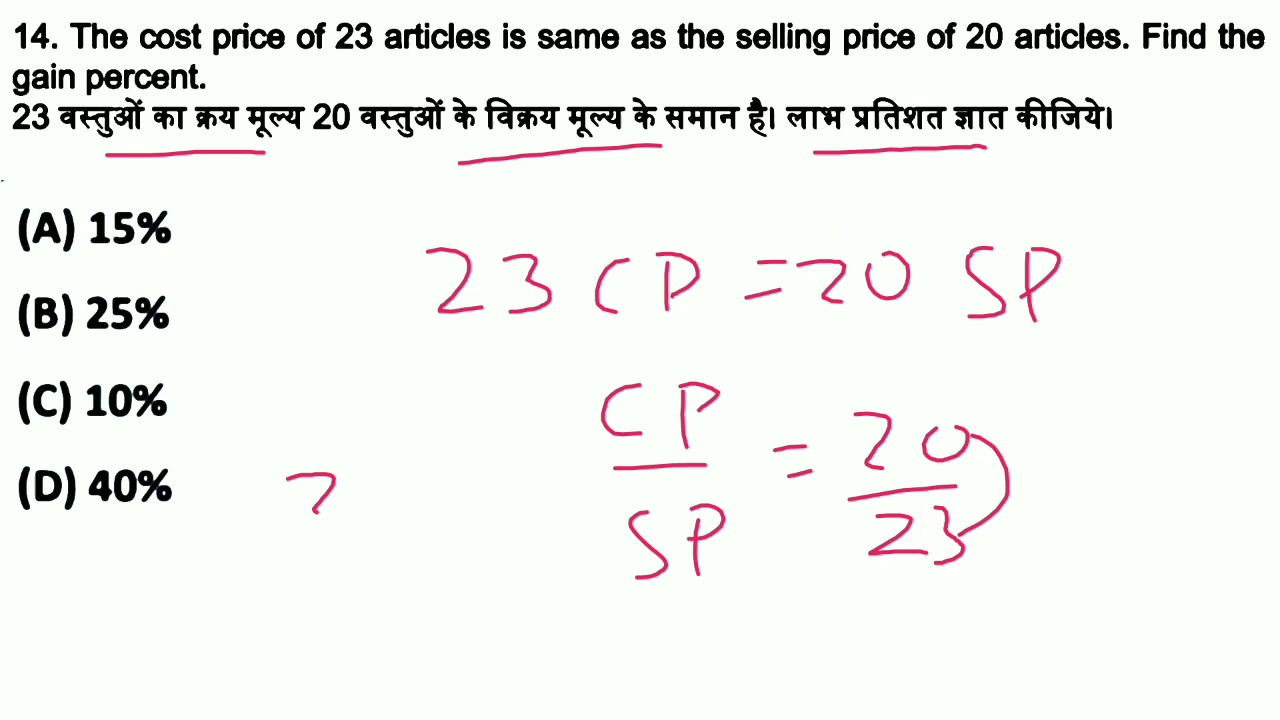 14. The cost price of 23 articles is same as the selling price of 20 articles. Find the
gain percent.
23 वस्तुओं का क्रय मूल्य 20 वस्तुओं के विक्रय मूल्य के समान है। लाभ प्रतिशत ज्ञात कीजिये।
(A) 15%
(B) 25%
(C) 10%
(D) 40%
23 CP = 20 SP
CP
SP
=
20
23